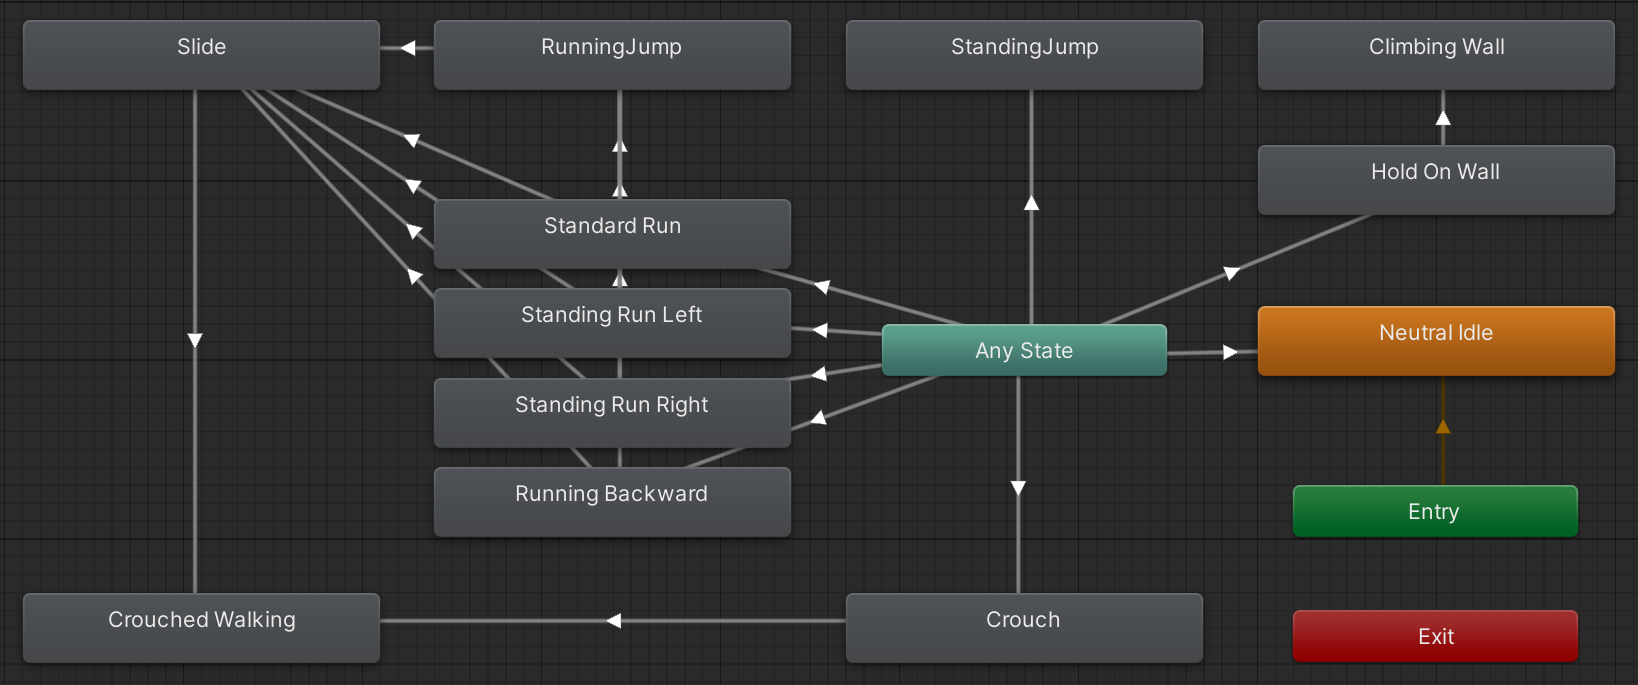 Slide
RunningJump
StandingJump
Climbing Wall
Hold On Wall
Standard Run
Standing Run Left
Any State
Neutral Idle
Standing Run Right
Running Backward
Entry
Crouched Walking
Crouch
Exit